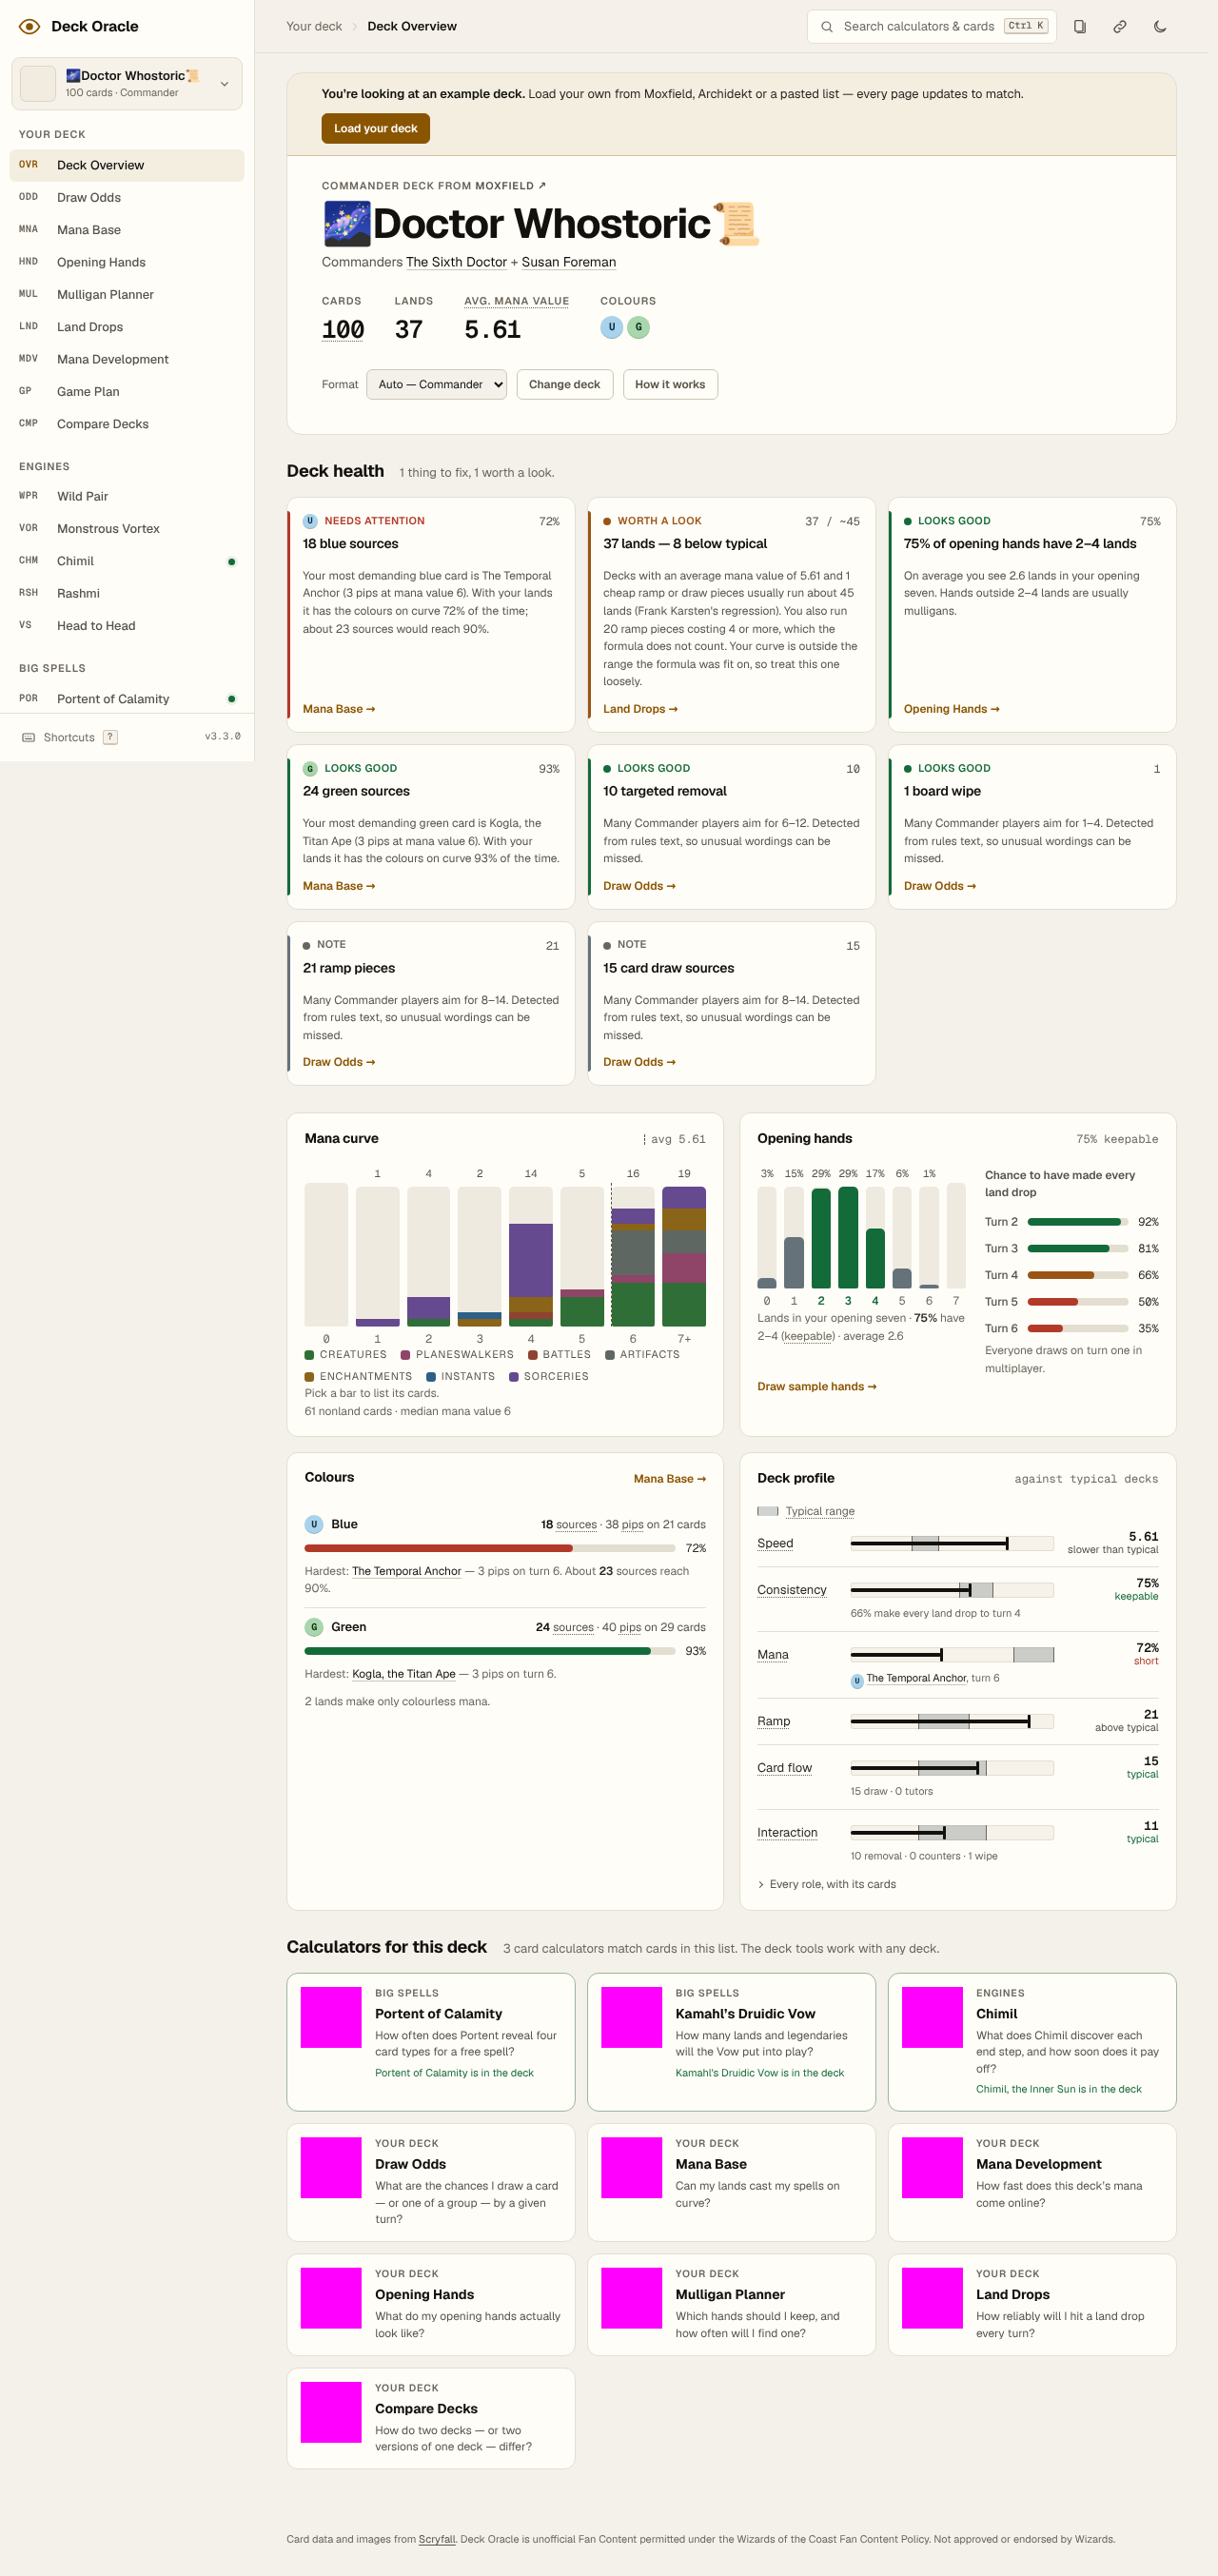 Deck Oracle
🌌Doctor Whostoric📜
100 cards · Commander
YOUR DECK
OVR Deck Overview
ODD Draw Odds
MNA Mana Base
HND Opening Hands
MUL Mulligan Planner
LND Land Drops
MDV Mana Development
GP Game Plan
CMP Compare Decks
ENGINES
WPR Wild Pair
VOR Monstrous Vortex
CHM Chimil
RSH Rashmi
VS Head to Head
BIG SPELLS
POR Portent of Calamity
Shortcuts ? v3.3.0
Your deck › Deck Overview
Search calculators & cards Ctrl K
You're looking at an example deck. Load your own from Moxfield, Archidekt or a pasted list — every page updates to match.
Load your deck
COMMANDER DECK FROM MOXFIELD ↗
🌌Doctor Whostoric📜
Commanders The Sixth Doctor + Susan Foreman
CARDS LANDS AVG. MANA VALUE COLOURS
100 37 5.61 U G
Format Auto — Commander Change deck How it works
Deck health 1 thing to fix, 1 worth a look.
U NEEDS ATTENTION 72%
18 blue sources
Your most demanding blue card is The Temporal
Anchor (3 pips at mana value 6). With your lands
it has the colours on curve 72% of the time;
about 23 sources would reach 90%.
Mana Base →
WORTH A LOOK 37 / ~45
37 lands — 8 below typical
Decks with an average mana value of 5.61 and 1
cheap ramp or draw pieces usually run about 45
lands (Frank Karsten's regression). You also run
20 ramp pieces costing 4 or more, which the
formula does not count. Your curve is outside the
range the formula was fit on, so treat this one
loosely.
Land Drops →
LOOKS GOOD 75%
75% of opening hands have 2–4 lands
On average you see 2.6 lands in your opening
seven. Hands outside 2–4 lands are usually
mulligans.
Opening Hands →
G LOOKS GOOD 93%
24 green sources
Your most demanding green card is Kogla, the
Titan Ape (3 pips at mana value 6). With your
lands it has the colours on curve 93% of the time.
Mana Base →
LOOKS GOOD 10
10 targeted removal
Many Commander players aim for 6–12. Detected
from rules text, so unusual wordings can be
missed.
Draw Odds →
LOOKS GOOD 1
1 board wipe
Many Commander players aim for 1–4. Detected
from rules text, so unusual wordings can be
missed.
Draw Odds →
NOTE 21
21 ramp pieces
Many Commander players aim for 8–14. Detected
from rules text, so unusual wordings can be
missed.
Draw Odds →
NOTE 15
15 card draw sources
Many Commander players aim for 8–14. Detected
from rules text, so unusual wordings can be
missed.
Draw Odds →
Mana curve avg 5.61
1 4 2 14 5 16 19
0 1 2 3 4 5 6 7+
CREATURES PLANESWALKERS BATTLES ARTIFACTS
ENCHANTMENTS INSTANTS SORCERIES
Pick a bar to list its cards.
61 nonland cards · median mana value 6
Opening hands 75% keepable
3% 15% 29% 29% 17% 6% 1%
0 1 2 3 4 5 6 7
Lands in your opening seven · 75% have
2–4 (keepable) · average 2.6
Draw sample hands →
Chance to have made every
land drop
Turn 2 92%
Turn 3 81%
Turn 4 66%
Turn 5 50%
Turn 6 35%
Everyone draws on turn one in
multiplayer.
Colours Mana Base →
U Blue 18 sources · 38 pips on 21 cards
72%
Hardest: The Temporal Anchor — 3 pips on turn 6. About 23 sources reach
90%.
G Green 24 sources · 40 pips on 29 cards
93%
Hardest: Kogla, the Titan Ape — 3 pips on turn 6.
2 lands make only colourless mana.
Deck profile against typical decks
Typical range
Speed 5.61
slower than typical
Consistency 75%
keepable
66% make every land drop to turn 4
Mana 72%
short
U The Temporal Anchor, turn 6
Ramp 21
above typical
Card flow 15
typical
15 draw · 0 tutors
Interaction 11
typical
10 removal · 0 counters · 1 wipe
› Every role, with its cards
Calculators for this deck 3 card calculators match cards in this list. The deck tools work with any deck.
BIG SPELLS
Portent of Calamity
How often does Portent reveal four
card types for a free spell?
Portent of Calamity is in the deck
BIG SPELLS
Kamahl's Druidic Vow
How many lands and legendaries
will the Vow put into play?
Kamahl's Druidic Vow is in the deck
ENGINES
Chimil
What does Chimil discover each
end step, and how soon does it pay
off?
Chimil, the Inner Sun is in the deck
YOUR DECK
Draw Odds
What are the chances I draw a card
— or one of a group — by a given
turn?
YOUR DECK
Mana Base
Can my lands cast my spells on
curve?
YOUR DECK
Mana Development
How fast does this deck's mana
come online?
YOUR DECK
Opening Hands
What do my opening hands actually
look like?
YOUR DECK
Mulligan Planner
Which hands should I keep, and
how often will I find one?
YOUR DECK
Land Drops
How reliably will I hit a land drop
every turn?
YOUR DECK
Compare Decks
How do two decks — or two
versions of one deck — differ?
Card data and images from Scryfall. Deck Oracle is unofficial Fan Content permitted under the Wizards of the Coast Fan Content Policy. Not approved or endorsed by Wizards.